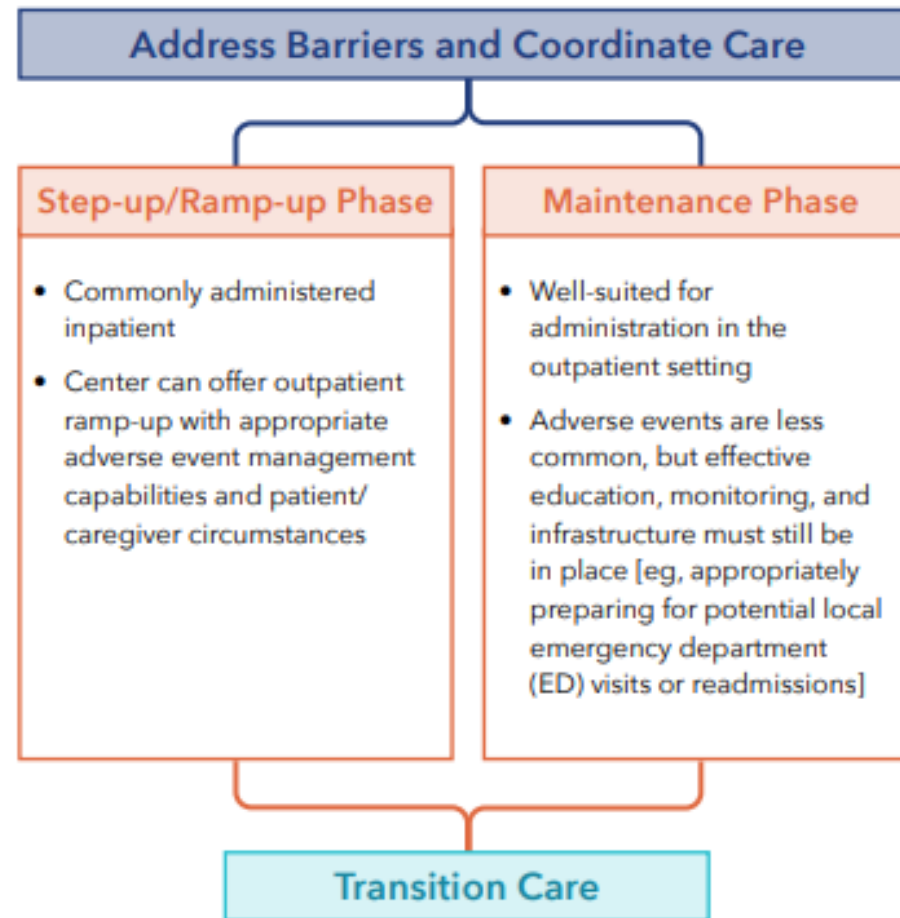 Address Barriers and Coordinate Care
Step-up/Ramp-up Phase
• Commonly administered
inpatient
• Center can offer outpatient
ramp-up with appropriate
adverse event management
capabilities and patient/
caregiver circumstances
Maintenance Phase
• Well-suited for
administration in the
outpatient setting
• Adverse events are less
common, but effective
education, monitoring, and
infrastructure must still be
in place [eg, appropriately
preparing for potential local
emergency department
(ED) visits or readmissions]
Transition Care